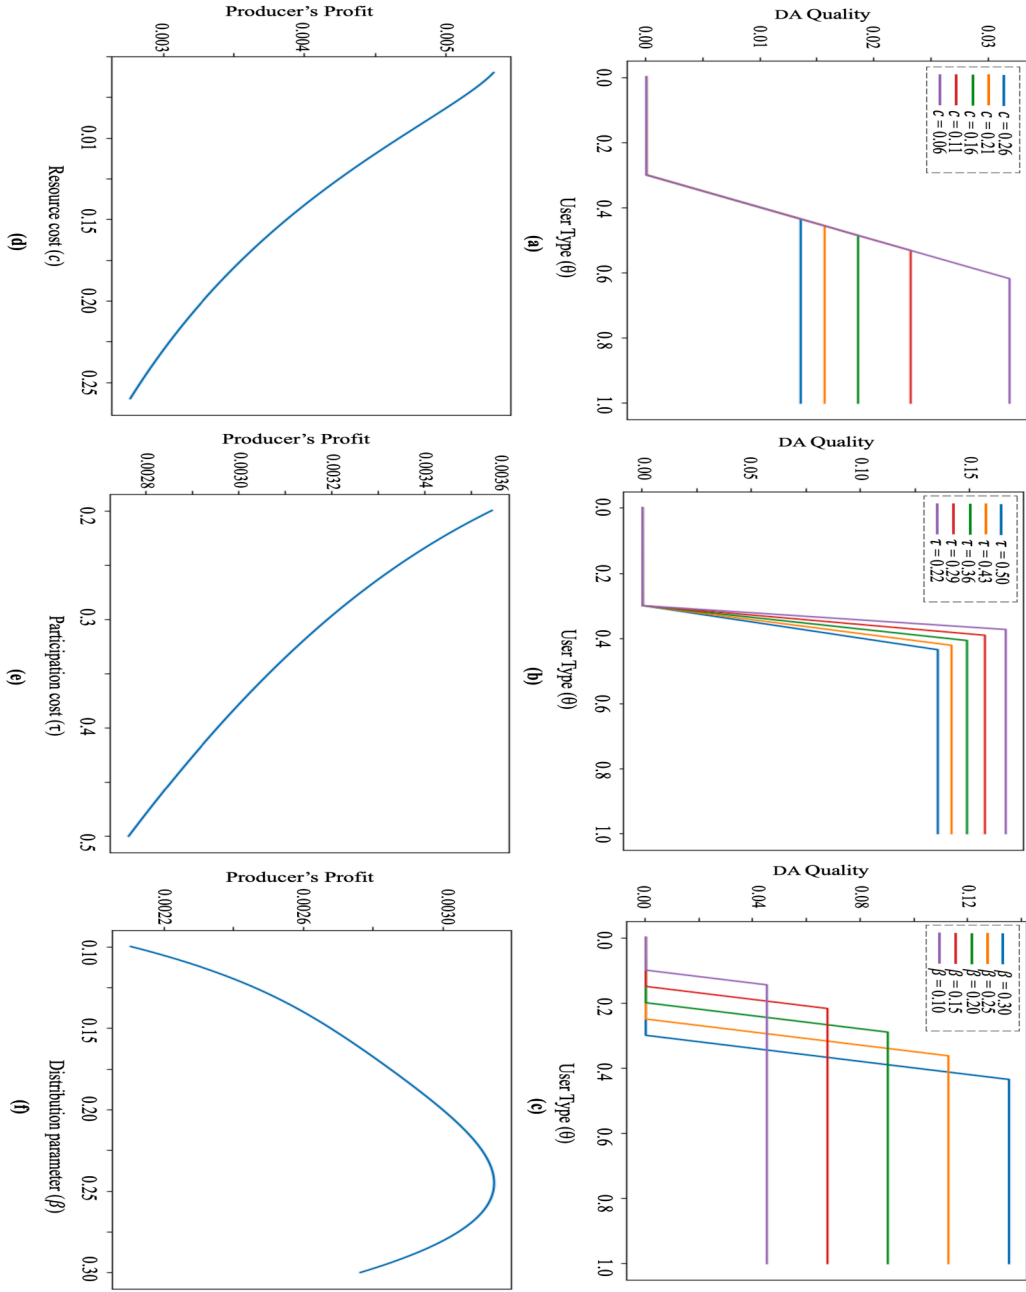 DA Quality
0.03
0.02
0.01
0.00
c = 0.26
c = 0.21
c = 0.16
c = 0.11
c = 0.06
0.0 0.2 0.4 0.6 0.8 1.0
User Type (θ)
(a)
DA Quality
0.15
0.10
0.05
0.00
τ = 0.50
τ = 0.43
τ = 0.36
τ = 0.29
τ = 0.22
0.0 0.2 0.4 0.6 0.8 1.0
User Type (θ)
(b)
DA Quality
0.12
0.08
0.04
0.00
β = 0.30
β = 0.25
β = 0.20
β = 0.15
β = 0.10
0.0 0.2 0.4 0.6 0.8 1.0
User Type (θ)
(c)
Producer's Profit
0.005
0.004
0.003
0.01 0.15 0.20 0.25
Resource cost (c)
(d)
Producer's Profit
0.0036
0.0034
0.0032
0.0030
0.0028
0.2 0.3 0.4 0.5
Participation cost (τ)
(e)
Producer's Profit
0.0030
0.0026
0.0022
0.10 0.15 0.20 0.25 0.30
Distribution parameter (β)
(f)